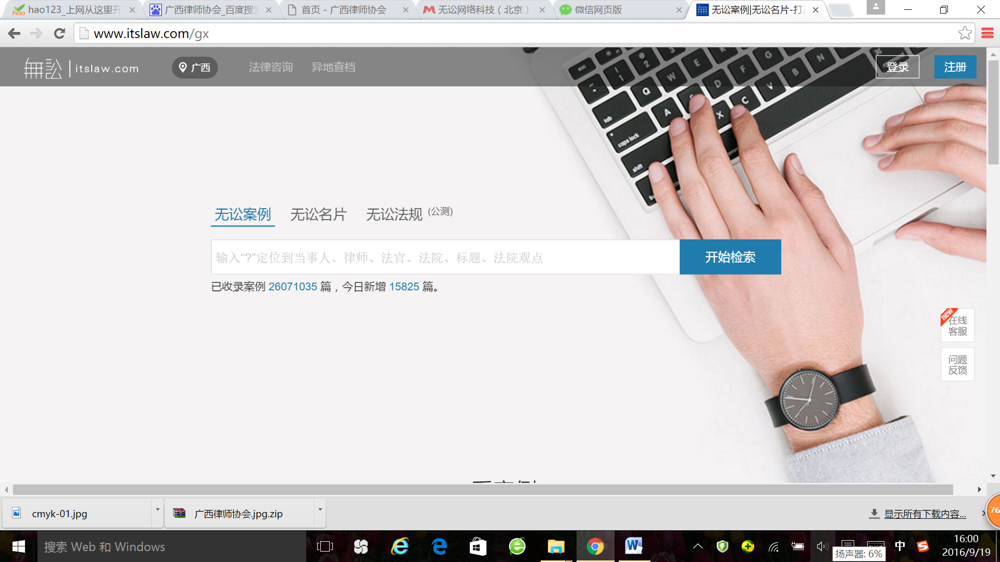 hao123_上网从这里开
广西律师协会_百度搜索
首页 - 广西律师协会
无讼网络科技（北京）
微信网页版
无讼案例|无讼名片-打
www.itslaw.com/gx
無訟 | itslaw.com
广西
法律咨询
异地查档
登录
注册
无讼案例
无讼名片
无讼法规 (公测)
输入“?”定位到当事人、律师、法官、法院、标题、法院观点
开始检索
已收录案例 26071035 篇，今日新增 15825 篇。
new
在线
客服
问题
反馈
esc
tab
caps lock
shift
Q
W
E
A
D
F
G
X
C
V
B
N
cmyk-01.jpg
广西律师协会.jpg.zip
显示所有下载内容...
76
搜索 Web 和 Windows
中
16:00
2016/9/19
扬声器: 6%